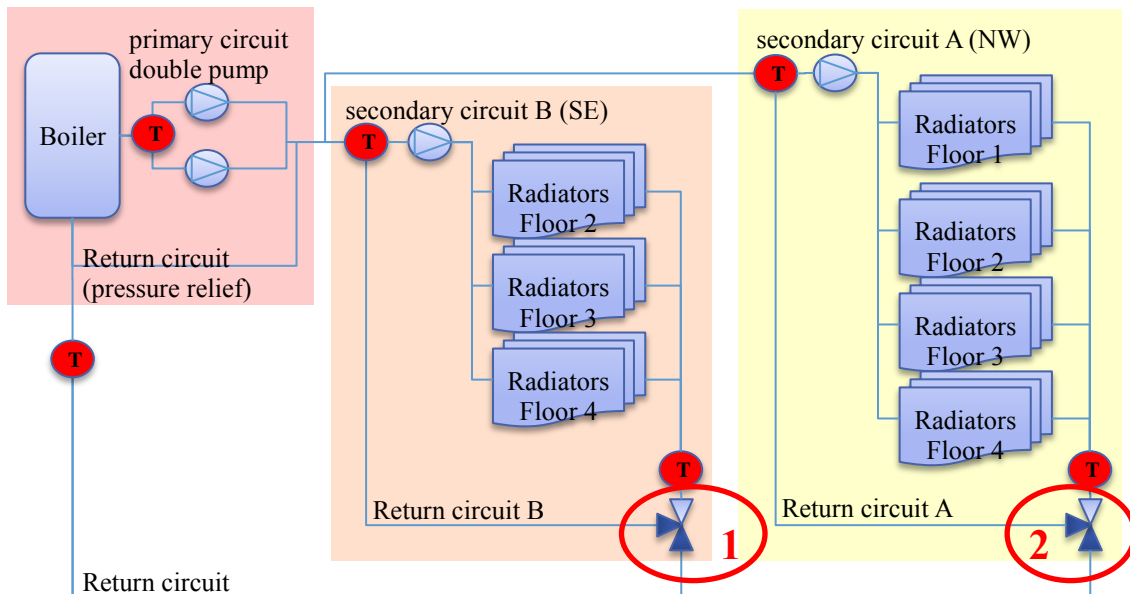 primary circuit
double pump
Boiler
T
Return circuit
(pressure relief)
T
Return circuit
secondary circuit B (SE)
T
Radiators
Floor 2
Radiators
Floor 3
Radiators
Floor 4
T
Return circuit B
1
secondary circuit A (NW)
T
Radiators
Floor 1
Radiators
Floor 2
Radiators
Floor 3
Radiators
Floor 4
T
Return circuit A
2